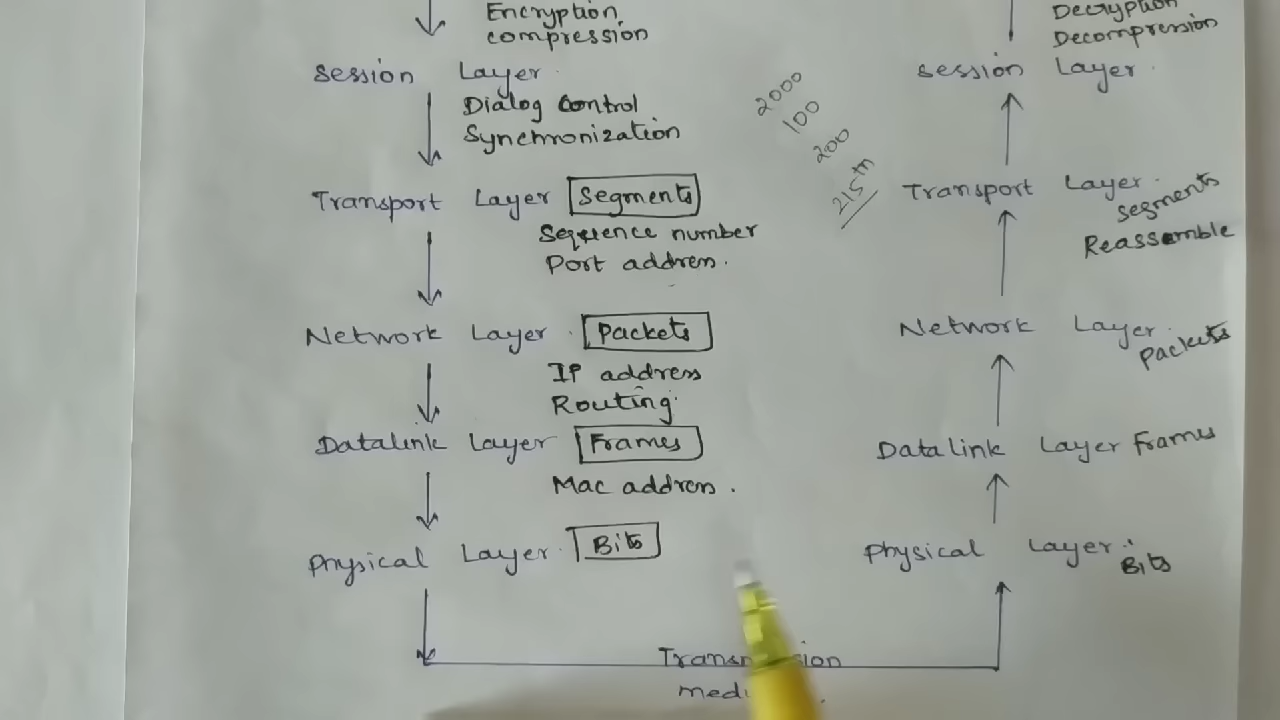 Encryption
compression
session Layer
Dialog control
Synchronization
Transport Layer Segments
Sequence number
Port address.
Network Layer. Packets
IP address
Routing
Datalink Layer Frames
Mac address.
Physical Layer. Bits
2000
100
200
215th
Decryption
Decompression
session Layer.
Transport Layer.
segments
Reassemble
Network Layer.
packets
Datalink Layer Frames
Physical Layer.
Bits